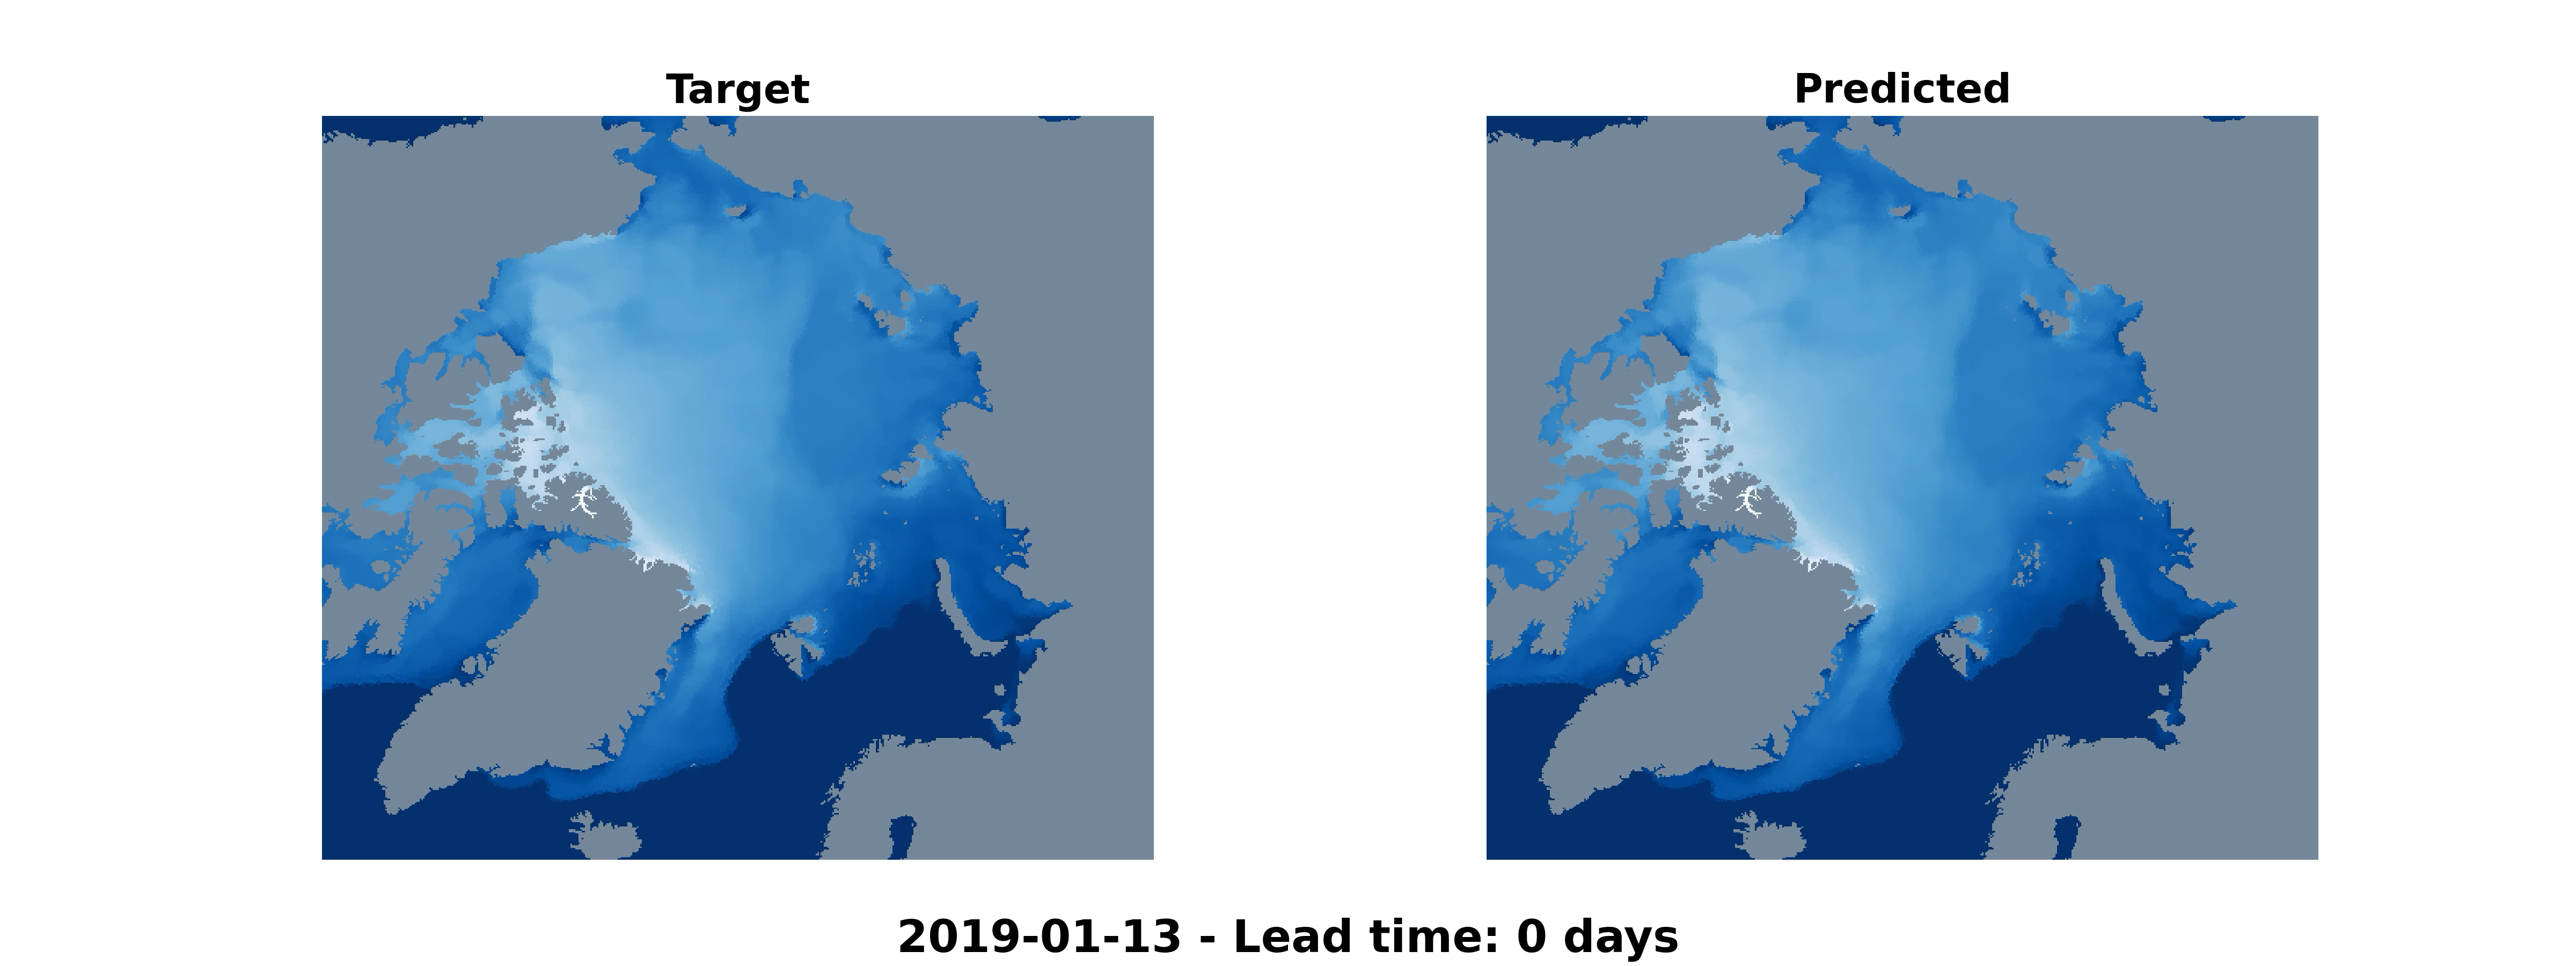 Target
Predicted
2019-01-13 - Lead time: 0 days